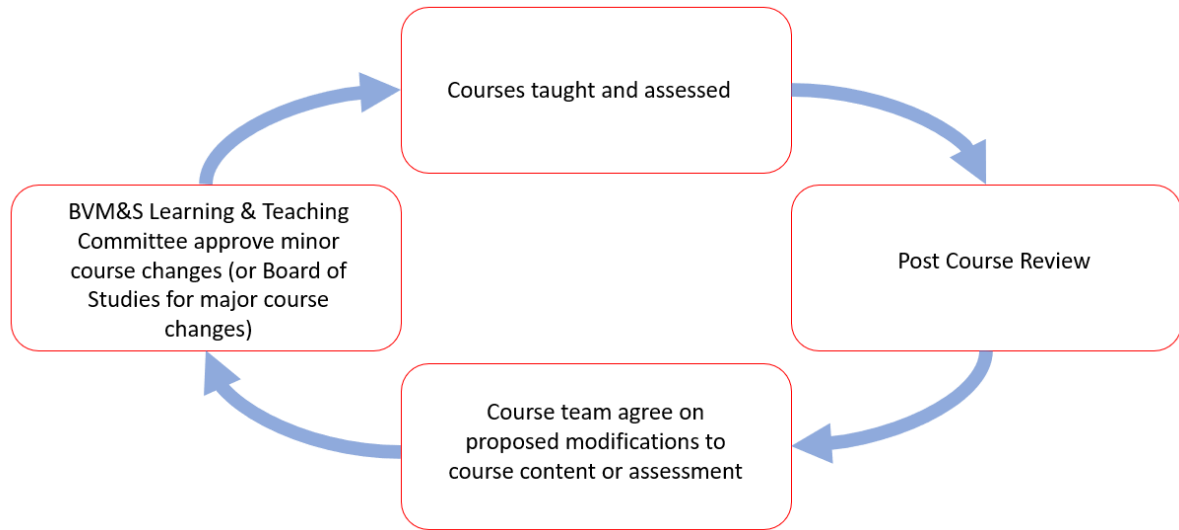 Courses taught and assessed
Post Course Review
Course team agree on
proposed modifications to
course content or assessment
BVM&S Learning & Teaching
Committee approve minor
course changes (or Board of
Studies for major course
changes)